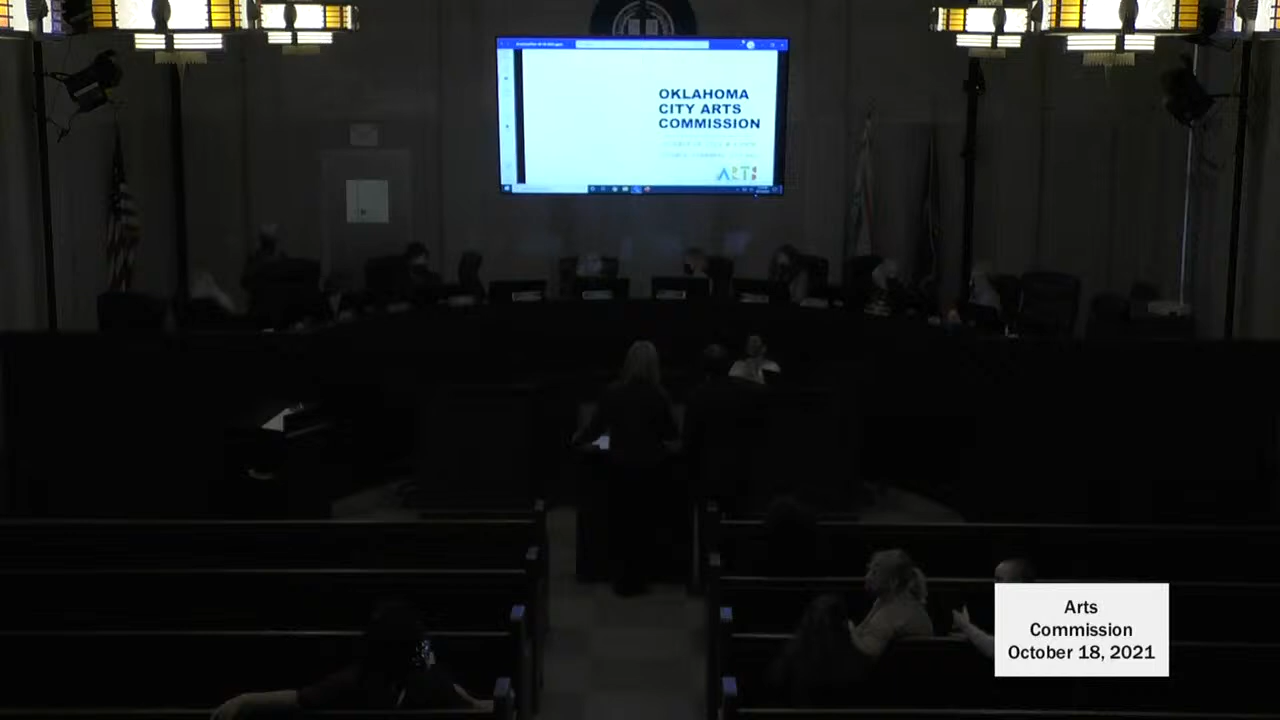 OKLAHOMA
CITY ARTS
COMMISSION
ARTS
Arts
Commission
October 18, 2021